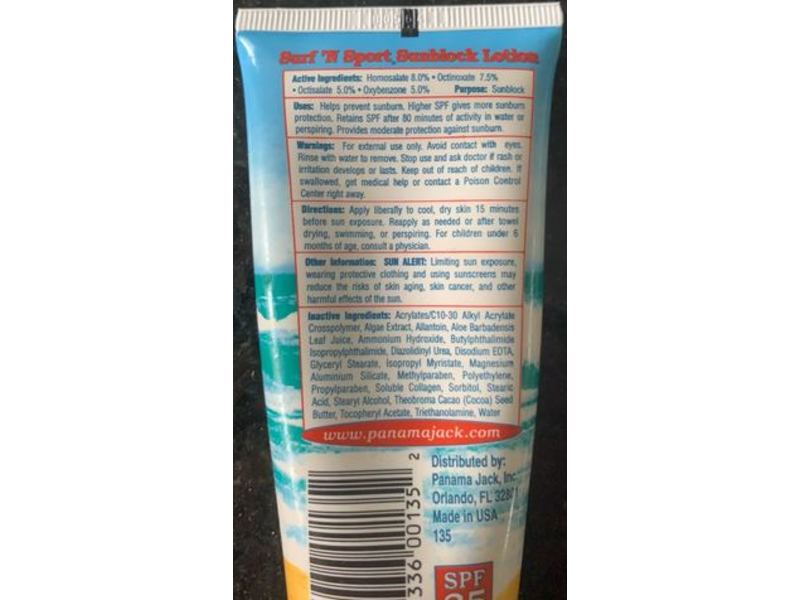 Surf 'N Sport Sunblock Lotion
Active Ingredients: Homosalate 8.0% • Octinoxate 7.5%
• Octisalate 5.0% • Oxybenzone 5.0% Purpose: Sunblock
Uses: Helps prevent sunburn. Higher SPF gives more sunburn
protection. Retains SPF after 80 minutes of activity in water or
perspiring. Provides moderate protection against sunburn.
Warnings: For external use only. Avoid contact with eyes.
Rinse with water to remove. Stop use and ask doctor if rash or
irritation develops or lasts. Keep out of reach of children. If
swallowed, get medical help or contact a Poison Control
Center right away.
Directions: Apply liberally to cool, dry skin 15 minutes
before sun exposure. Reapply as needed or after towel
drying, swimming, or perspiring. For children under 6
months of age, consult a physician.
Other Information: SUN ALERT: Limiting sun exposure,
wearing protective clothing and using sunscreens may
reduce the risks of skin aging, skin cancer, and other
harmful effects of the sun.
Inactive Ingredients: Acrylates/C10-30 Alkyl Acrylate
Crosspolymer, Algae Extract, Allantoin, Aloe Barbadensis
Leaf Juice, Ammonium Hydroxide, Butylphthalimide
Isopropylphthalimide, Diazolidinyl Urea, Disodium EDTA,
Glyceryl Stearate, Isopropyl Myristate, Magnesium
Aluminium Silicate, Methylparaben, Polyethylene,
Propylparaben, Soluble Collagen, Sorbitol, Stearic
Acid, Stearyl Alcohol, Theobroma Cacao (Cocoa) Seed
Butter, Tocopheryl Acetate, Triethanolamine, Water
www.panamajack.com
336 00135 2
Distributed by:
Panama Jack, Inc
Orlando, FL
Made in USA
135
SPF